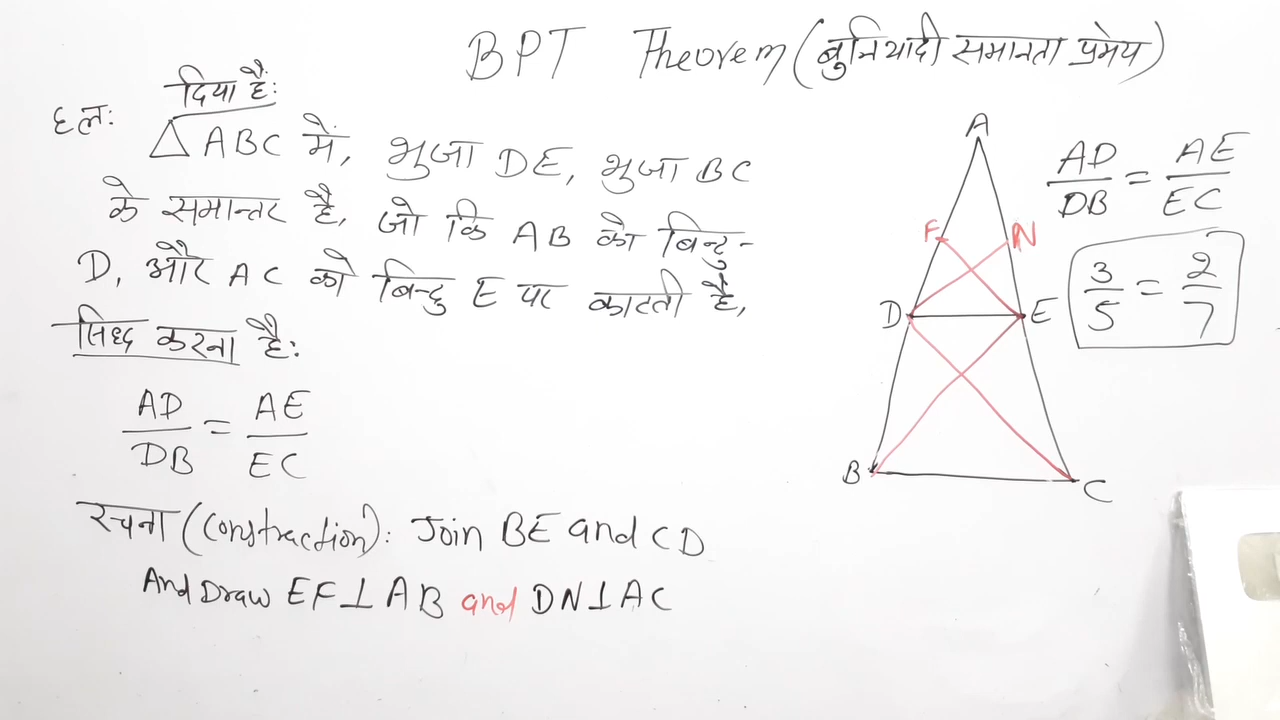 BPT Theorem (बुनियादी समानता प्रमेय)
दिया है:
हल:
△ABC में, भुजा DE, भुजा BC
के समान्तर है, जो कि AB को बिन्दु-
D, और AC को बिन्दु E पर काटती है,
सिध्द करना है:
AD/DB = AE/EC
रचना (Constraction): Join BE and CD
And Draw EF⊥AB and DN⊥AC
A
F N
D E
B C
AD/DB = AE/EC
3/5 = 2/7